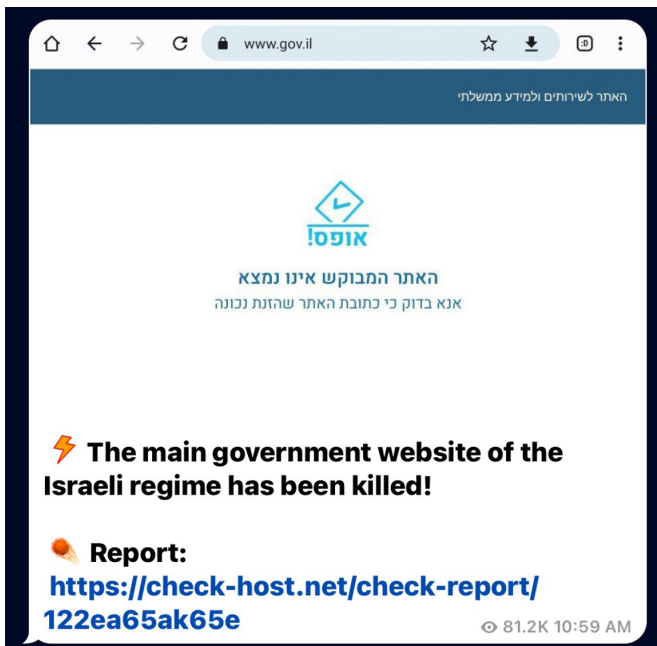 www.gov.il
האתר לשירותים ולמידע ממשלתי
אופס!
האתר המבוקש אינו נמצא
אנא בדוק כי כתובת האתר שהזנת נכונה
⚡ The main government website of the
Israeli regime has been killed!
☄️ Report:
https://check-host.net/check-report/
122ea65ak65e
81.2K 10:59 AM